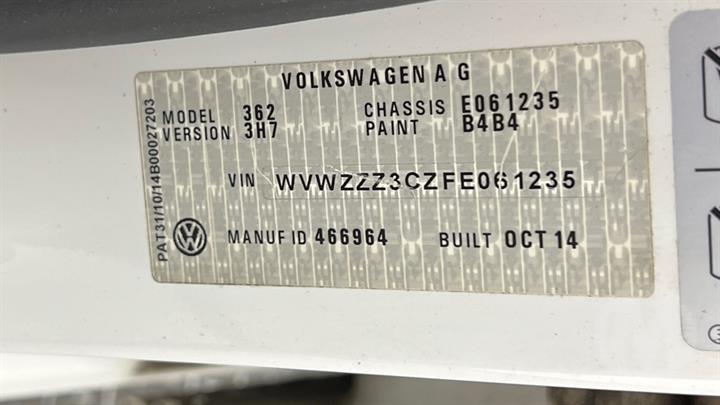 VOLKSWAGEN A G
MODEL 362 CHASSIS E061235
VERSION 3H7 PAINT B4B4
VIN WVWZZZ3CZFE061235
MANUF ID 466964 BUILT OCT 14
PAT31/10/14B00027203